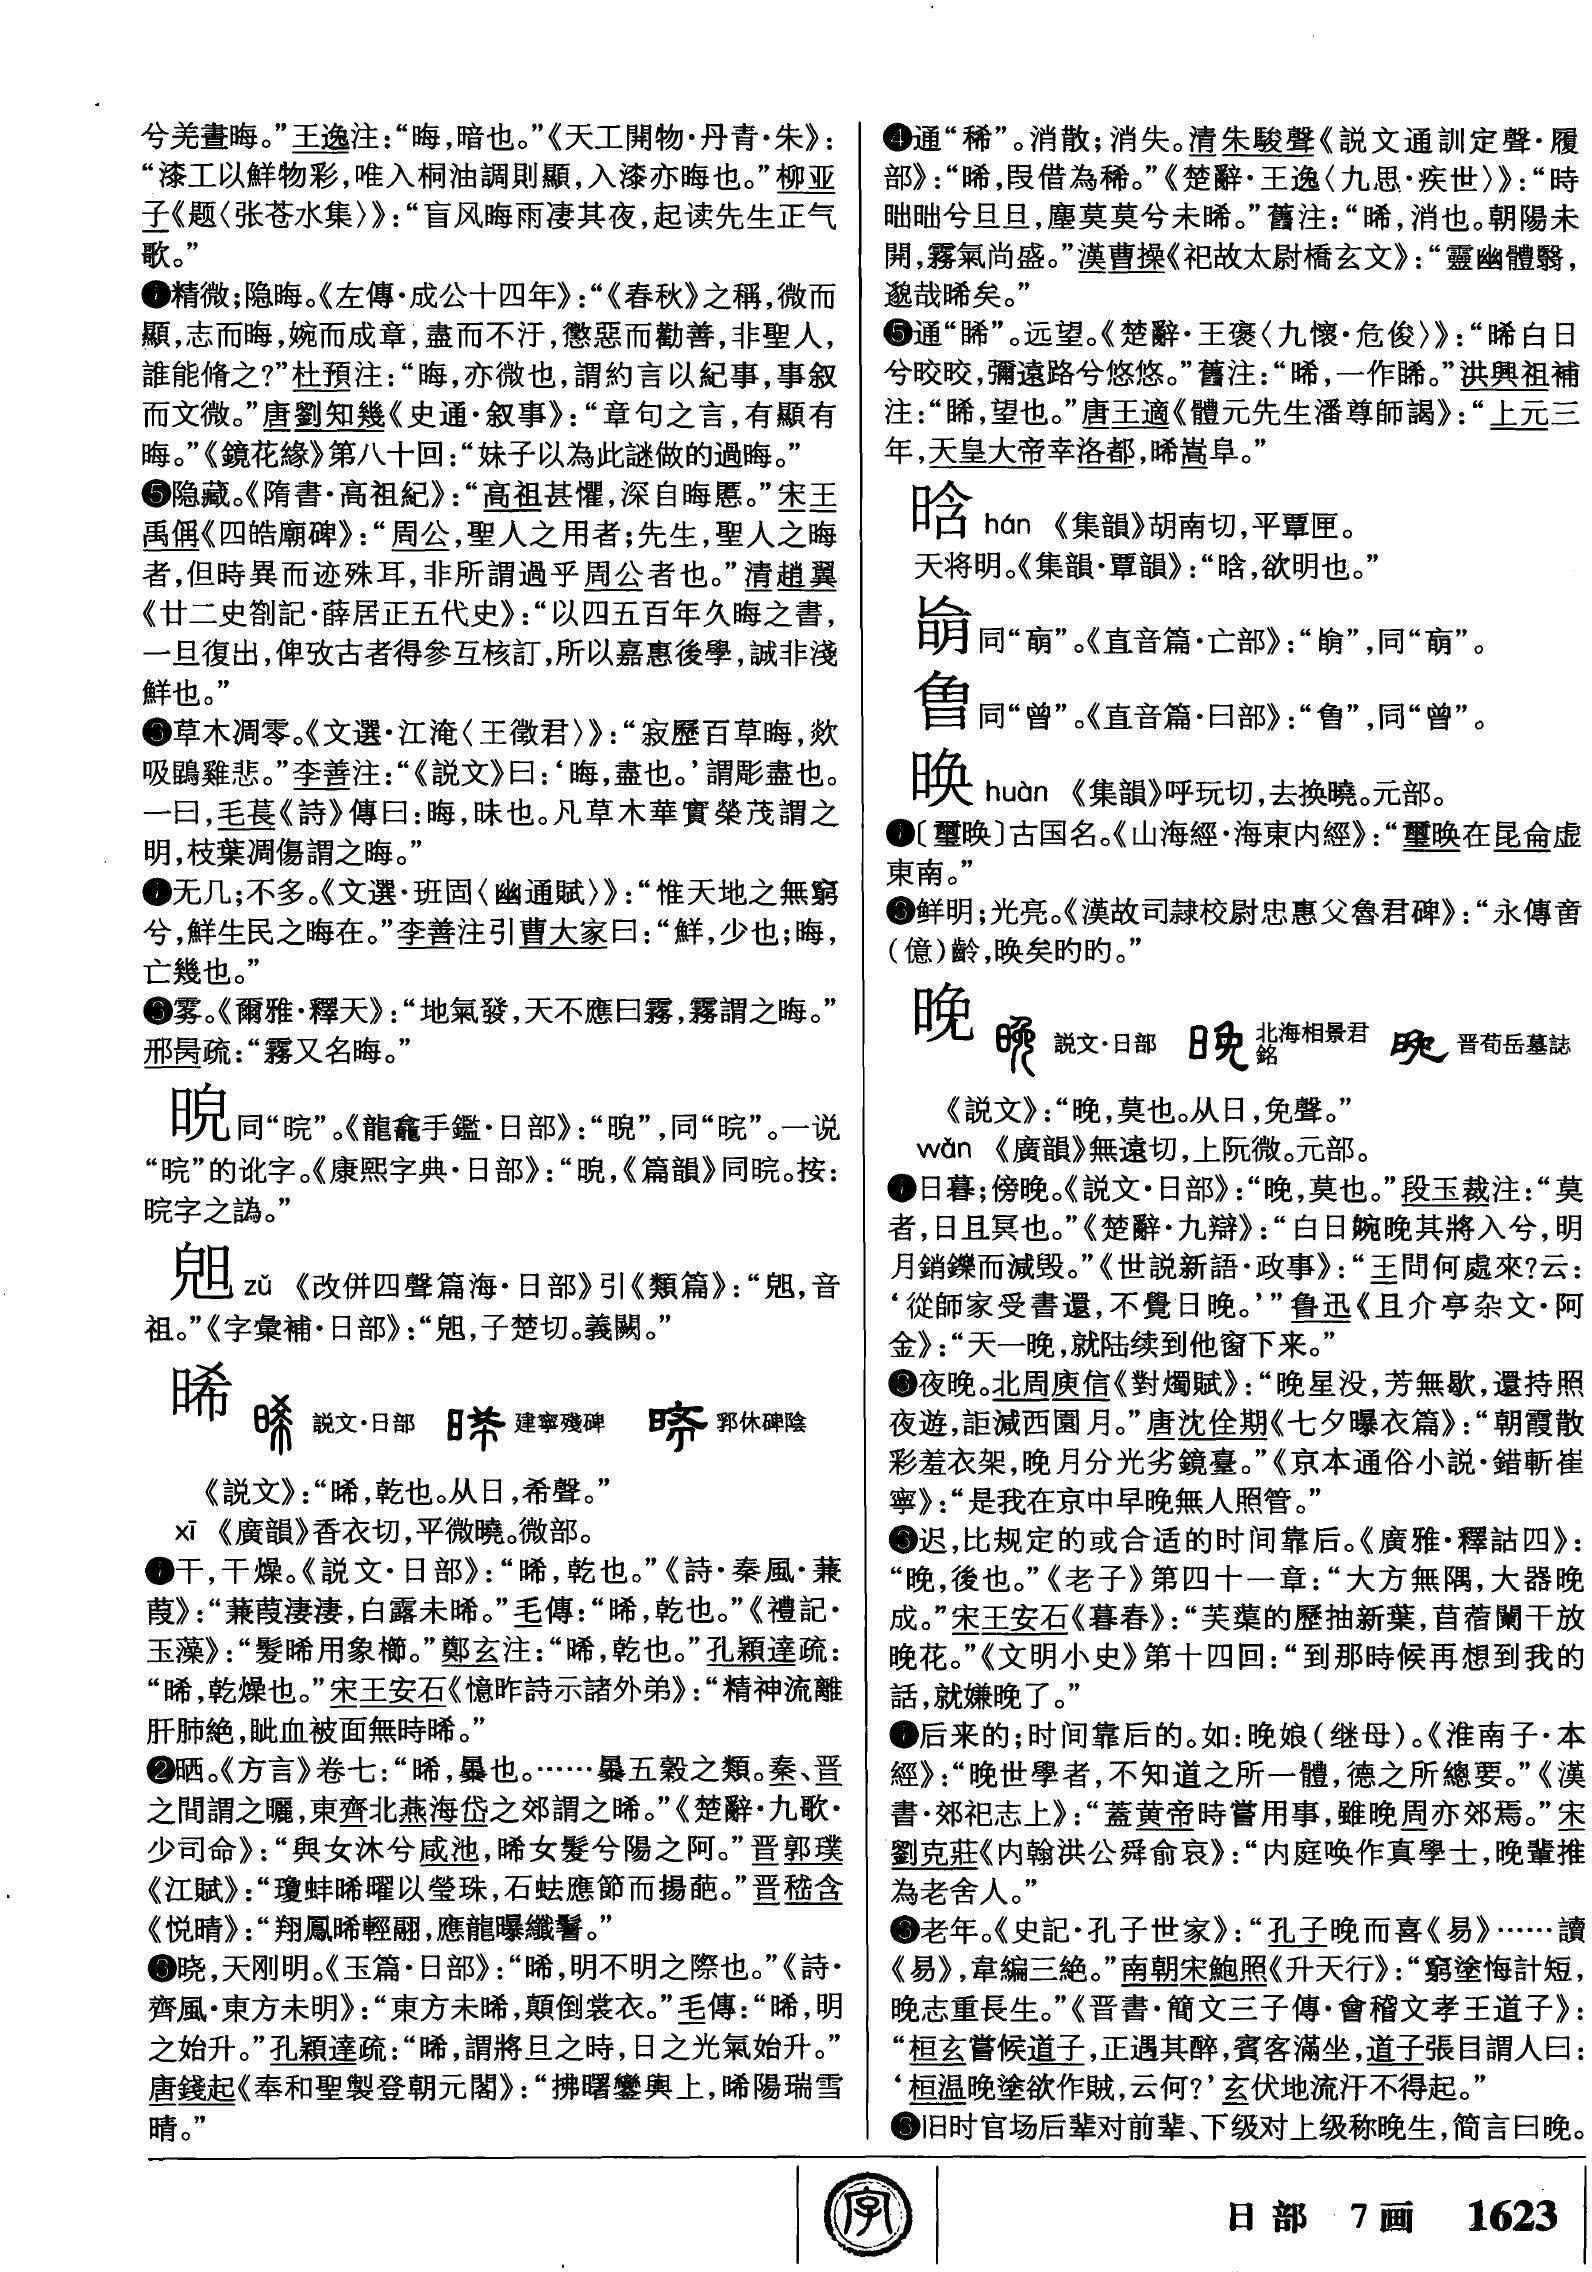 兮羌晝晦。”王逸注：“晦，暗也。”《天工開物·丹青·朱》：
“漆工以鮮物彩，唯入桐油調則顯，入漆亦晦也。”柳亚
子《题〈张苍水集〉》：“盲风晦雨凄其夜，起读先生正气
歌。”
❹精微；隐晦。《左傳·成公十四年》：“《春秋》之稱，微而
顯，志而晦，婉而成章，盡而不汙，懲惡而勸善，非聖人，
誰能脩之？”杜預注：“晦，亦微也，謂約言以紀事，事叙
而文微。”唐劉知幾《史通·叙事》：“章句之言，有顯有
晦。”《鏡花緣》第八十回：“妹子以為此謎做的過晦。”
❺隐藏。《隋書·高祖紀》：“高祖甚懼，深自晦慝。”宋王
禹偁《四皓廟碑》：“周公，聖人之用者；先生，聖人之晦
者，但時異而迹殊耳，非所謂過乎周公者也。”清趙翼
《廿二史劄記·薛居正五代史》：“以四五百年久晦之書，
一旦復出，俾攷古者得參互核訂，所以嘉惠後學，誠非淺
鮮也。”
❻草木凋零。《文選·江淹〈王徵君〉》：“寂歷百草晦，欻
吸鵾雞悲。”李善注：“《説文》曰：‘晦，盡也。’謂彫盡也。
一曰，毛萇《詩》傳曰：晦，昧也。凡草木華實榮茂謂之
明，枝葉凋傷謂之晦。”
❼无几；不多。《文選·班固〈幽通賦〉》：“惟天地之無窮
兮，鮮生民之晦在。”李善注引曹大家曰：“鮮，少也；晦，
亡幾也。”
❽雾。《爾雅·釋天》：“地氣發，天不應曰霧，霧謂之晦。”
邢昺疏：“霧又名晦。”
晲同“晥”。《龍龕手鑑·日部》：“晲”，同“晥”。一说
“晥”的讹字。《康熙字典·日部》：“晲，《篇韻》同晥。按：
晥字之譌。”
zǔ 《改併四聲篇海·日部》引《類篇》：“，音
祖。”《字彙補·日部》：“，子楚切。義闕。”
晞 説文·日部 建寧殘碑 郭休碑陰
《説文》：“晞，乾也。从日，希聲。”
xī 《廣韻》香衣切，平微曉。微部。
❶干，干燥。《説文·日部》：“晞，乾也。”《詩·秦風·蒹
葭》：“蒹葭淒淒，白露未晞。”毛傳：“晞，乾也。”《禮記·
玉藻》：“髮晞用象櫛。”鄭玄注：“晞，乾也。”孔穎達疏：
“晞，乾燥也。”宋王安石《憶昨詩示諸外弟》：“精神流離
肝肺絶，眦血被面無時晞。”
❷晒。《方言》卷七：“晞，暴也。……暴五穀之類。秦、晋
之間謂之曬，東齊北燕海岱之郊謂之晞。”《楚辭·九歌·
少司命》：“與女沐兮咸池，晞女髮兮陽之阿。”晋郭璞
《江賦》：“瓊蚌晞曜以瑩珠，石蚨應節而揚葩。”晋嵇含
《悦晴》：“翔鳳晞輕翮，應龍曝纖鬐。”
❸晓，天刚明。《玉篇·日部》：“晞，明不明之際也。”《詩·
齊風·東方未明》：“東方未晞，顛倒裳衣。”毛傳：“晞，明
之始升。”孔穎達疏：“晞，謂將旦之時，日之光氣始升。”
唐錢起《奉和聖製登朝元閣》：“拂曙鑾輿上，晞陽瑞雪
晴。”
❹通“稀”。消散；消失。清朱駿聲《説文通訓定聲·履
部》：“晞，叚借為稀。”《楚辭·王逸〈九思·疾世〉》：“時
昢昢兮旦旦，塵莫莫兮未晞。”舊注：“晞，消也。朝陽未
開，霧氣尚盛。”漢曹操《祀故太尉橋玄文》：“靈幽體翳，
邈哉晞矣。”
❺通“睎”。远望。《楚辭·王褒〈九懷·危俊〉》：“晞白日
兮皎皎，彌遠路兮悠悠。”舊注：“晞，一作睎。”洪興祖補
注：“睎，望也。”唐王適《體元先生潘尊師碣》：“上元三
年，天皇大帝幸洛都，晞嵩阜。”
晗 hán 《集韻》胡南切，平覃匣。
天将明。《集韻·覃韻》：“晗，欲明也。”
同“萌”。《直音篇·亡部》：“”，同“”。
同“曾”。《直音篇·曰部》：“”，同“曾”。
晙 huàn 《集韻》呼玩切，去换曉。元部。
❶〔璽晚〕古国名。《山海經·海東内經》：“璽晚在昆侖虚
東南。”
❷鲜明；光亮。《漢故司隷校尉忠惠父魯君碑》：“永傳啻
（億）齡，晚矣旳旳。”
晚 説文·日部 北海相景君銘 晋荀岳墓誌
《説文》：“晚，莫也。从日，免聲。”
wǎn 《廣韻》無遠切，上阮微。元部。
❶日暮；傍晚。《説文·日部》：“晚，莫也。”段玉裁注：“莫
者，日且冥也。”《楚辭·九辯》：“白日晼晚其將入兮，明
月銷鑠而減毁。”《世説新語·政事》：“王問何處來？云：
‘從師家受書還，不覺日晚。’”鲁迅《且介亭杂文·阿
金》：“天一晚，就陆续到他窗下来。”
❷夜晚。北周庾信《對燭賦》：“晚星没，芳無歇，還持照
夜遊，詎減西園月。”唐沈佺期《七夕曝衣篇》：“朝霞散
彩羞衣架，晚月分光劣鏡臺。”《京本通俗小説·錯斬崔
寧》：“是我在京中早晚無人照管。”
❸迟，比规定的或合适的时间靠后。《廣雅·釋詁四》：
“晚，後也。”《老子》第四十一章：“大方無隅，大器晚
成。”宋王安石《暮春》：“芙蕖的歷抽新葉，苜蓿闌干放
晚花。”《文明小史》第十四回：“到那時候再想到我的
話，就嫌晚了。”
❹后来的；时间靠后的。如：晚娘（继母）。《淮南子·本
經》：“晚世學者，不知道之所一體，德之所總要。”《漢
書·郊祀志上》：“蓋黄帝時嘗用事，雖晚周亦郊焉。”宋
劉克莊《内翰洪公舜俞哀》：“内庭唤作真學士，晚輩推
為老舍人。”
❺老年。《史記·孔子世家》：“孔子晚而喜《易》……讀
《易》，韋編三絶。”南朝宋鮑照《升天行》：“窮塗悔計短，
晚志重長生。”《晋書·簡文三子傳·會稽文孝王道子》：
“桓玄嘗候道子，正遇其醉，賓客滿坐，道子張目謂人曰：
‘桓温晚塗欲作賊，云何？’玄伏地流汗不得起。”
❻旧时官场后辈对前辈、下级对上级称晚生，简言曰晚。
字
日部 7画 1623